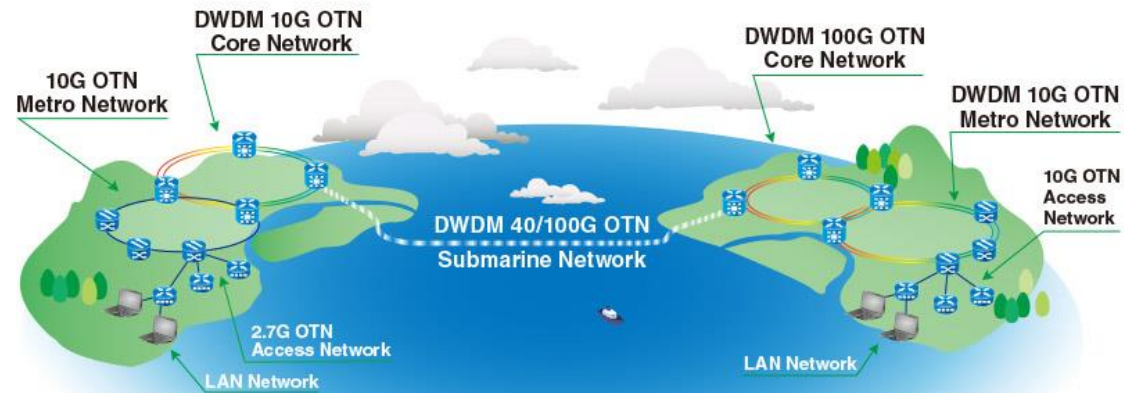 DWDM 10G OTN
Core Network
10G OTN
Metro Network
DWDM 100G OTN
Core Network
DWDM 10G OTN
Metro Network
10G OTN
Access
Network
DWDM 40/100G OTN
Submarine Network
2.7G OTN
Access Network
LAN Network
LAN Network